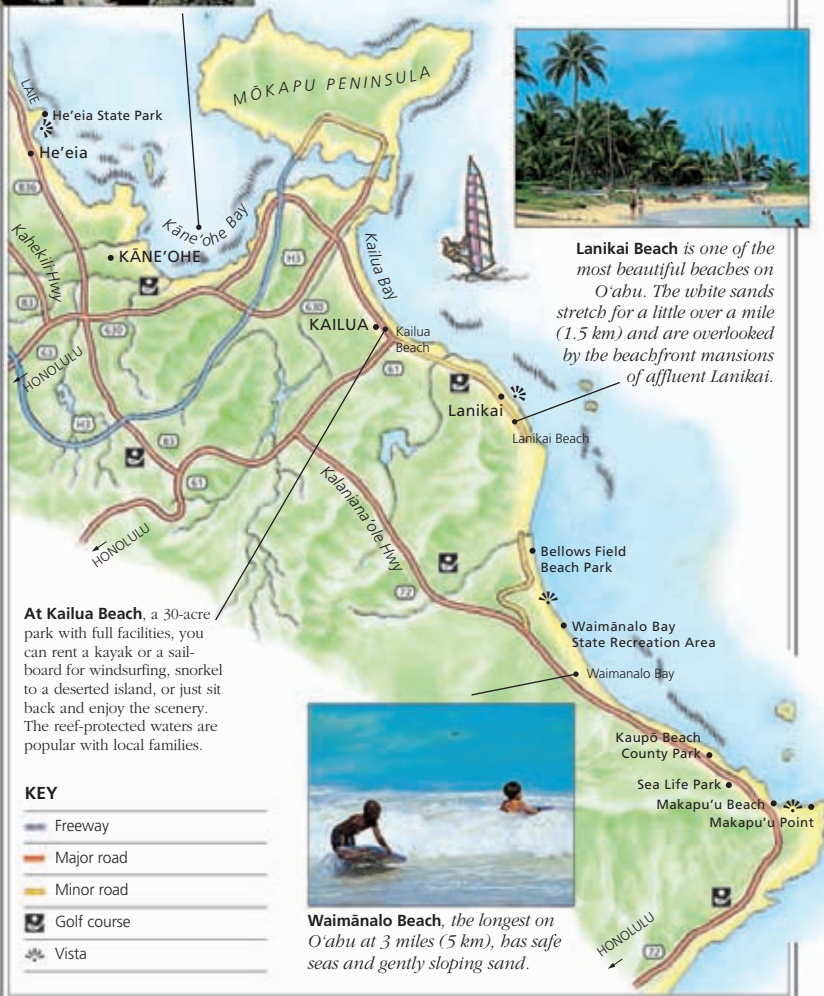 MŌKAPU PENINSULA
LAIE
He'eia State Park
He'eia
836
Kahekili Hwy
Kāne'ohe Bay
KĀNE'OHE
H3
83
630
630
63
HONOLULU
Kailua Bay
KAILUA
Kailua
Beach
61
Lanikai Beach is one of the
most beautiful beaches on
O'ahu. The white sands
stretch for a little over a mile
(1.5 km) and are overlooked
by the beachfront mansions
of affluent Lanikai.
Lanikai
Lanikai Beach
H3
83
61
HONOLULU
Kalaniana'ole Hwy
72
Bellows Field
Beach Park
Waimānalo Bay
State Recreation Area
Waimanalo Bay
At Kailua Beach, a 30-acre
park with full facilities, you
can rent a kayak or a sail-
board for windsurfing, snorkel
to a deserted island, or just sit
back and enjoy the scenery.
The reef-protected waters are
popular with local families.
Kaupō Beach
County Park
Sea Life Park
Makapu'u Beach
Makapu'u Point
KEY
Freeway
Major road
Minor road
Golf course
Vista
Waimānalo Beach, the longest on
O'ahu at 3 miles (5 km), has safe
seas and gently sloping sand.
HONOLULU
72